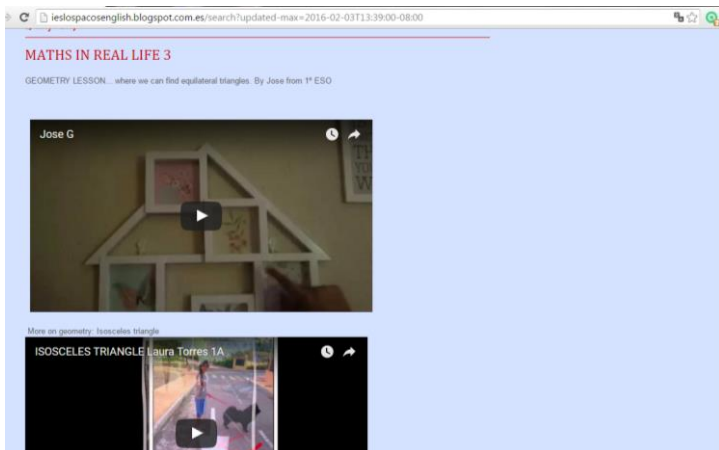 ieslospacosenglish.blogspot.com.es/search?updated-max=2016-02-03T13:39:00-08:00
MATHS IN REAL LIFE 3
GEOMETRY LESSON... where we can find equilateral triangles. By Jose from 1º ESO
Jose G
More on geometry: Isosceles triangle
ISOSCELES TRIANGLE Laura Torres 1A